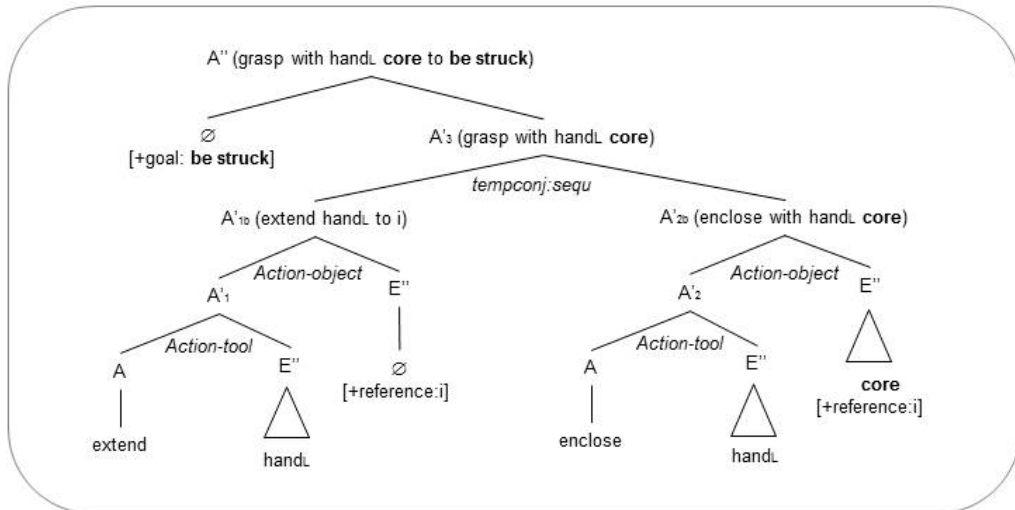 A'' (grasp with handL core to be struck)
∅
[+goal: be struck]
A'3 (grasp with handL core)
tempconj:sequ
A'1b (extend handL to i)
A'2b (enclose with handL core)
Action-object
E''
Action-object
E''
A'1
A'2
Action-tool
Action-tool
A
E''
∅
[+reference:i]
A
E''
core
[+reference:i]
extend
handL
enclose
handL